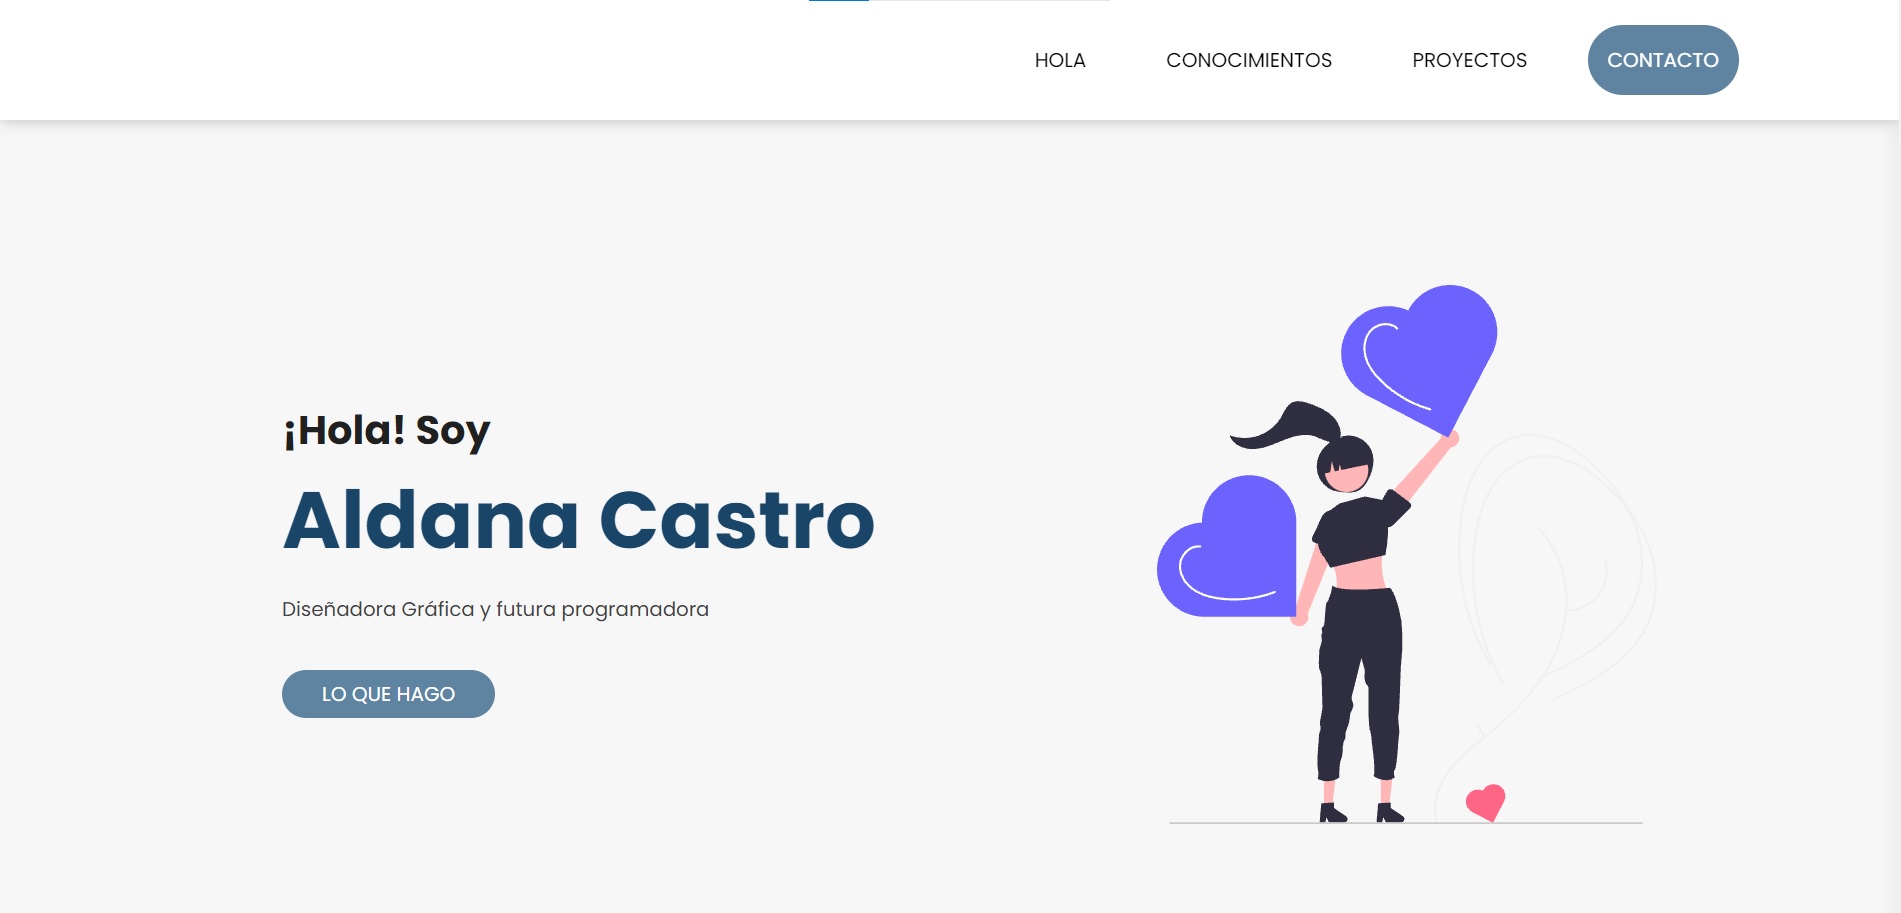 HOLA CONOCIMIENTOS PROYECTOS CONTACTO
¡Hola! Soy
Aldana Castro
Diseñadora Gráfica y futura programadora
LO QUE HAGO